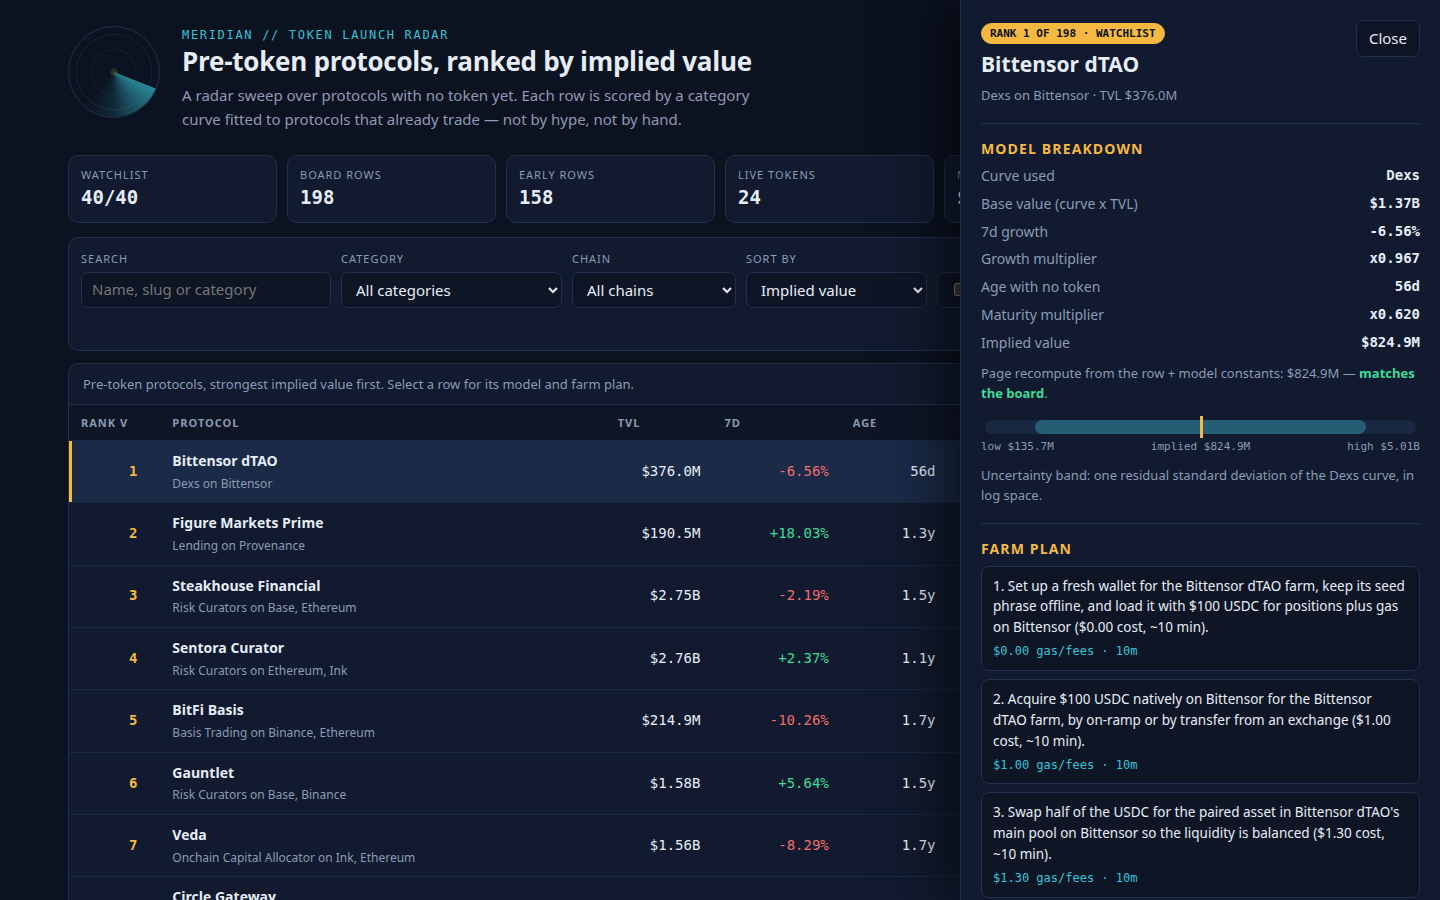 MERIDIAN // TOKEN LAUNCH RADAR
Pre-token protocols, ranked by implied value
A radar sweep over protocols with no token yet. Each row is scored by a category
curve fitted to protocols that already trade — not by hype, not by hand.
WATCHLIST
40/40
BOARD ROWS
198
EARLY ROWS
158
LIVE TOKENS
24
SEARCH
Name, slug or category
CATEGORY
All categories
CHAIN
All chains
SORT BY
Implied value
Pre-token protocols, strongest implied value first. Select a row for its model and farm plan.
RANK V PROTOCOL TVL 7D AGE
1 Bittensor dTAO $376.0M -6.56% 56d
Dexs on Bittensor
2 Figure Markets Prime $190.5M +18.03% 1.3y
Lending on Provenance
3 Steakhouse Financial $2.75B -2.19% 1.5y
Risk Curators on Base, Ethereum
4 Sentora Curator $2.76B +2.37% 1.1y
Risk Curators on Ethereum, Ink
5 BitFi Basis $214.9M -10.26% 1.7y
Basis Trading on Binance, Ethereum
6 Gauntlet $1.58B +5.64% 1.5y
Risk Curators on Base, Binance
7 Veda $1.56B -8.29% 1.7y
Onchain Capital Allocator on Ink, Ethereum
Circle Gateway
RANK 1 OF 198 · WATCHLIST
Close
Bittensor dTAO
Dexs on Bittensor · TVL $376.0M
MODEL BREAKDOWN
Curve used Dexs
Base value (curve x TVL) $1.37B
7d growth -6.56%
Growth multiplier x0.967
Age with no token 56d
Maturity multiplier x0.620
Implied value $824.9M
Page recompute from the row + model constants: $824.9M — matches
the board.
low $135.7M implied $824.9M high $5.01B
Uncertainty band: one residual standard deviation of the Dexs curve, in
log space.
FARM PLAN
1. Set up a fresh wallet for the Bittensor dTAO farm, keep its seed
phrase offline, and load it with $100 USDC for positions plus gas
on Bittensor ($0.00 cost, ~10 min).
$0.00 gas/fees · 10m
2. Acquire $100 USDC natively on Bittensor for the Bittensor
dTAO farm, by on-ramp or by transfer from an exchange ($1.00
cost, ~10 min).
$1.00 gas/fees · 10m
3. Swap half of the USDC for the paired asset in Bittensor dTAO's
main pool on Bittensor so the liquidity is balanced ($1.30 cost,
~10 min).
$1.30 gas/fees · 10m